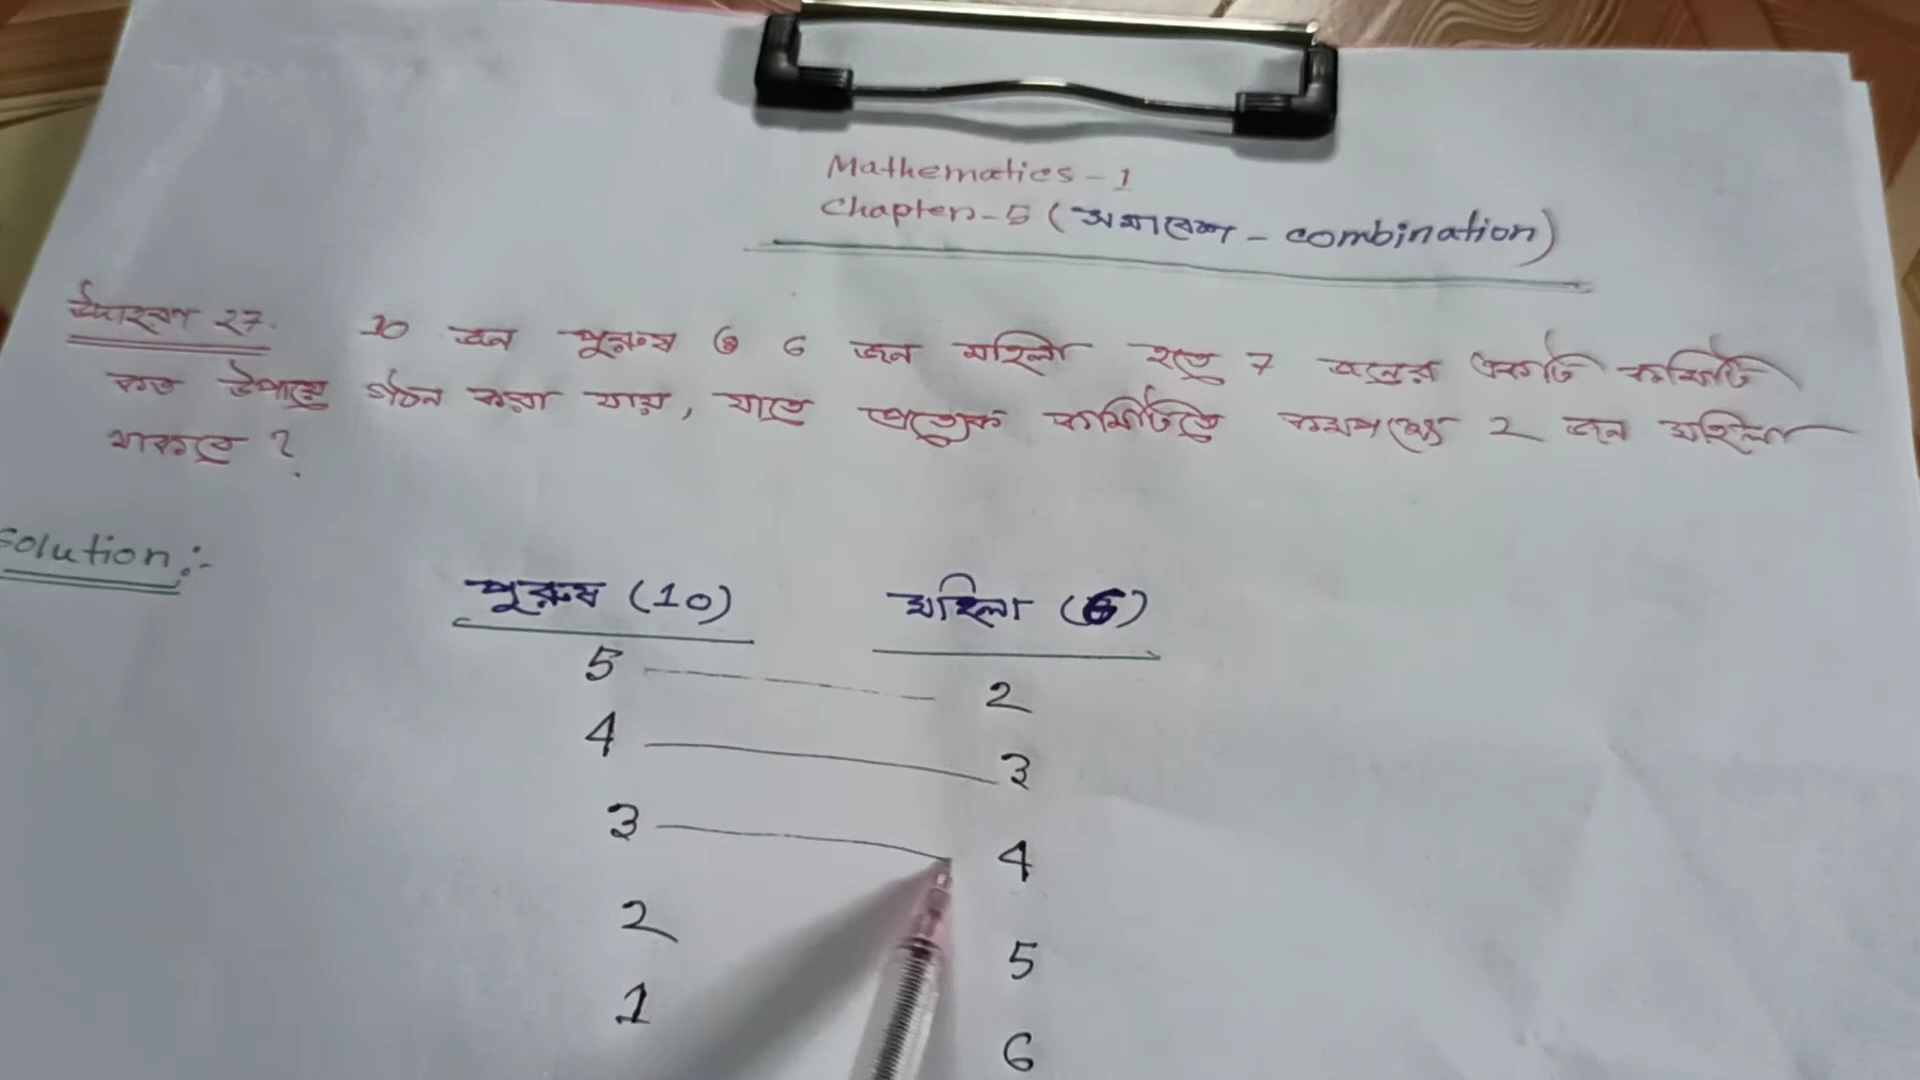 Mathematics - 1
Chapter - 5 (সমাবেশ - combination)
উদাহরণ 27. 10 জন পুরুষ ও 6 জন মহিলা হতে 7 জনের একটি কমিটি
কত উপায়ে গঠন করা যায়, যাতে প্রত্যেক কমিটিতে কমপক্ষে 2 জন মহিলা
থাকবে ?
Solution :-
পুরুষ (10) মহিলা (6)
5 2
4 3
3 4
2 5
1 6